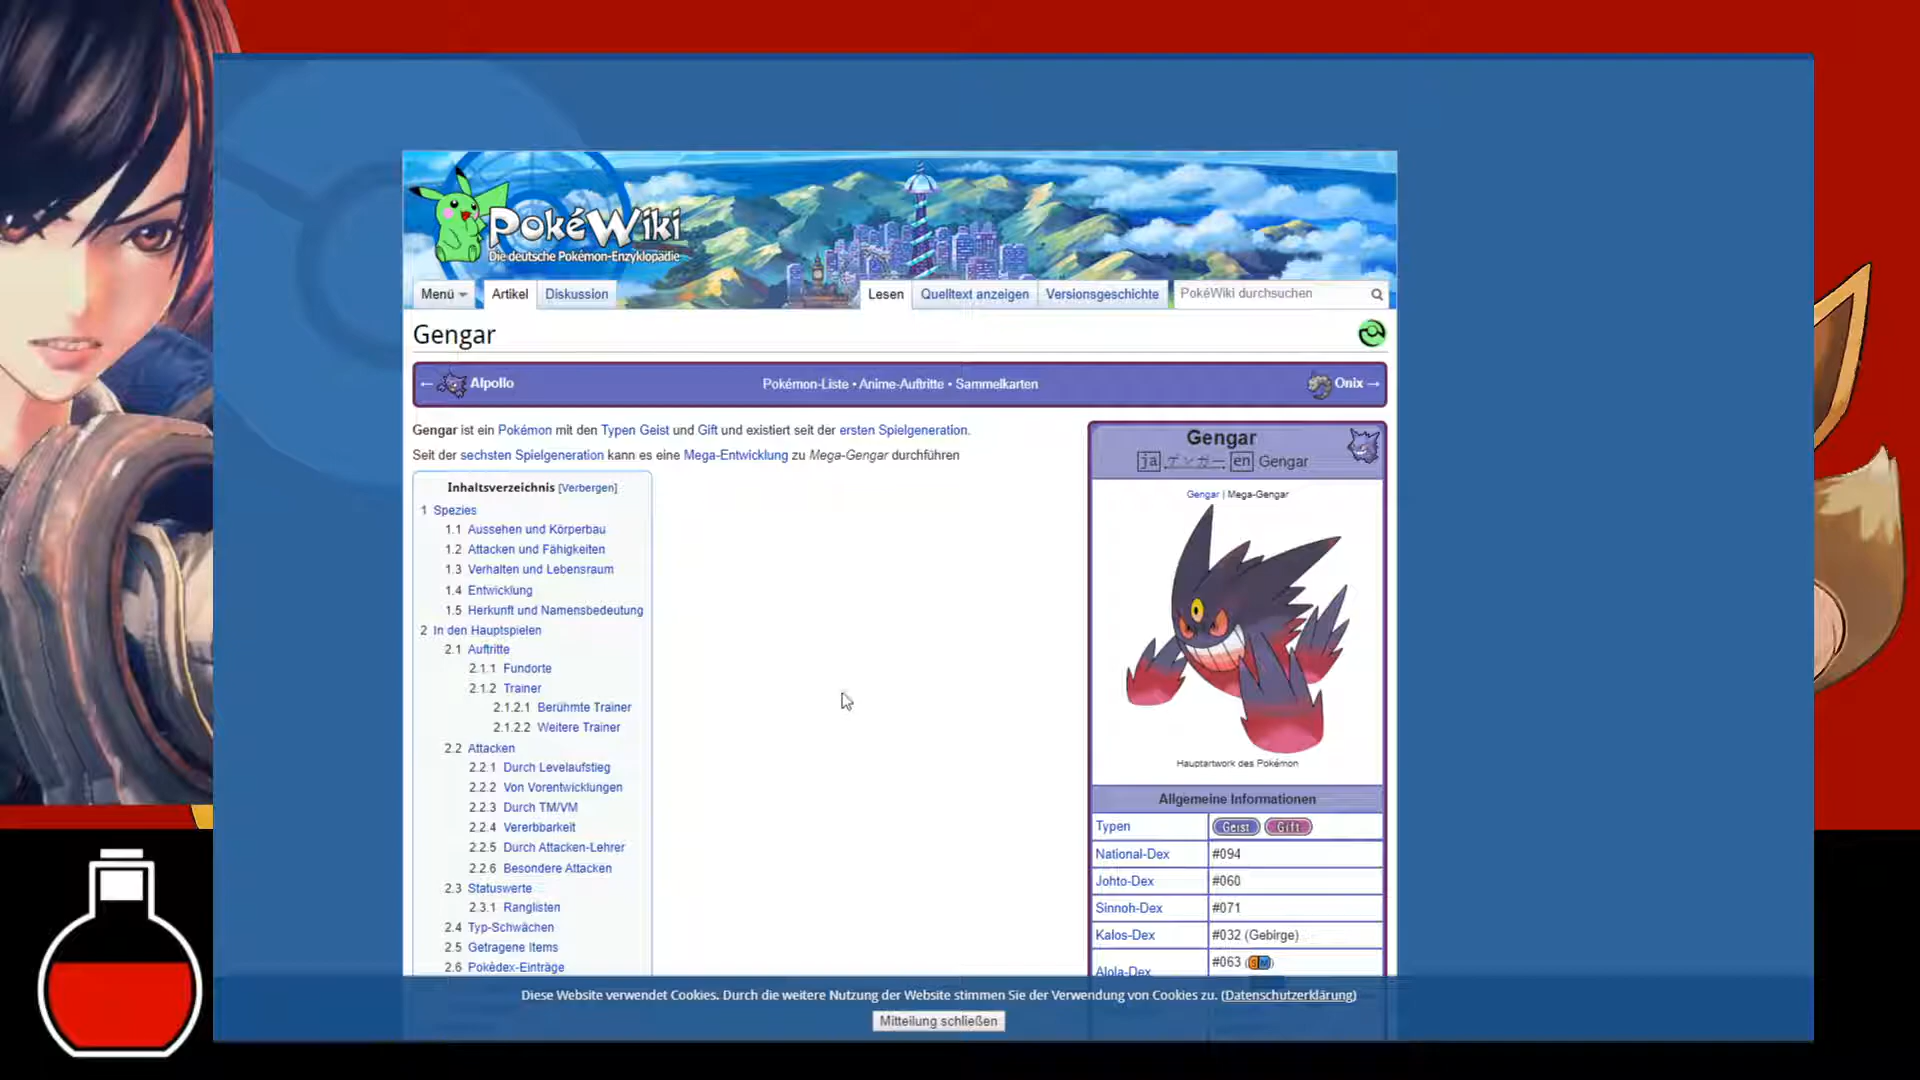 PokéWiki
Die deutsche Pokémon-Enzyklopädie
Menü
Artikel
Diskussion
Lesen
Quelltext anzeigen
Versionsgeschichte
PokéWiki durchsuchen
Gengar
← Alpollo
Pokémon-Liste • Anime-Auftritte • Sammelkarten
Onix →
Gengar ist ein Pokémon mit den Typen Geist und Gift und existiert seit der ersten Spielgeneration.
Seit der sechsten Spielgeneration kann es eine Mega-Entwicklung zu Mega-Gengar durchführen
Inhaltsverzeichnis [Verbergen]
1 Spezies
1.1 Aussehen und Körperbau
1.2 Attacken und Fähigkeiten
1.3 Verhalten und Lebensraum
1.4 Entwicklung
1.5 Herkunft und Namensbedeutung
2 In den Hauptspielen
2.1 Auftritte
2.1.1 Fundorte
2.1.2 Trainer
2.1.2.1 Berühmte Trainer
2.1.2.2 Weitere Trainer
2.2 Attacken
2.2.1 Durch Levelaufstieg
2.2.2 Von Vorentwicklungen
2.2.3 Durch TM/VM
2.2.4 Vererbbarkeit
2.2.5 Durch Attacken-Lehrer
2.2.6 Besondere Attacken
2.3 Statuswerte
2.3.1 Ranglisten
2.4 Typ-Schwächen
2.5 Getragene Items
2.6 Pokédex-Einträge
Gengar
ja ゲンガー en Gengar
Gengar | Mega-Gengar
Hauptartwork des Pokémon
Allgemeine Informationen
Typen Geist Gift
National-Dex #094
Johto-Dex #060
Sinnoh-Dex #071
Kalos-Dex #032 (Gebirge)
Alola-Dex #063 (SM)
Diese Website verwendet Cookies. Durch die weitere Nutzung der Website stimmen Sie der Verwendung von Cookies zu. (Datenschutzerklärung)
Mitteilung schließen